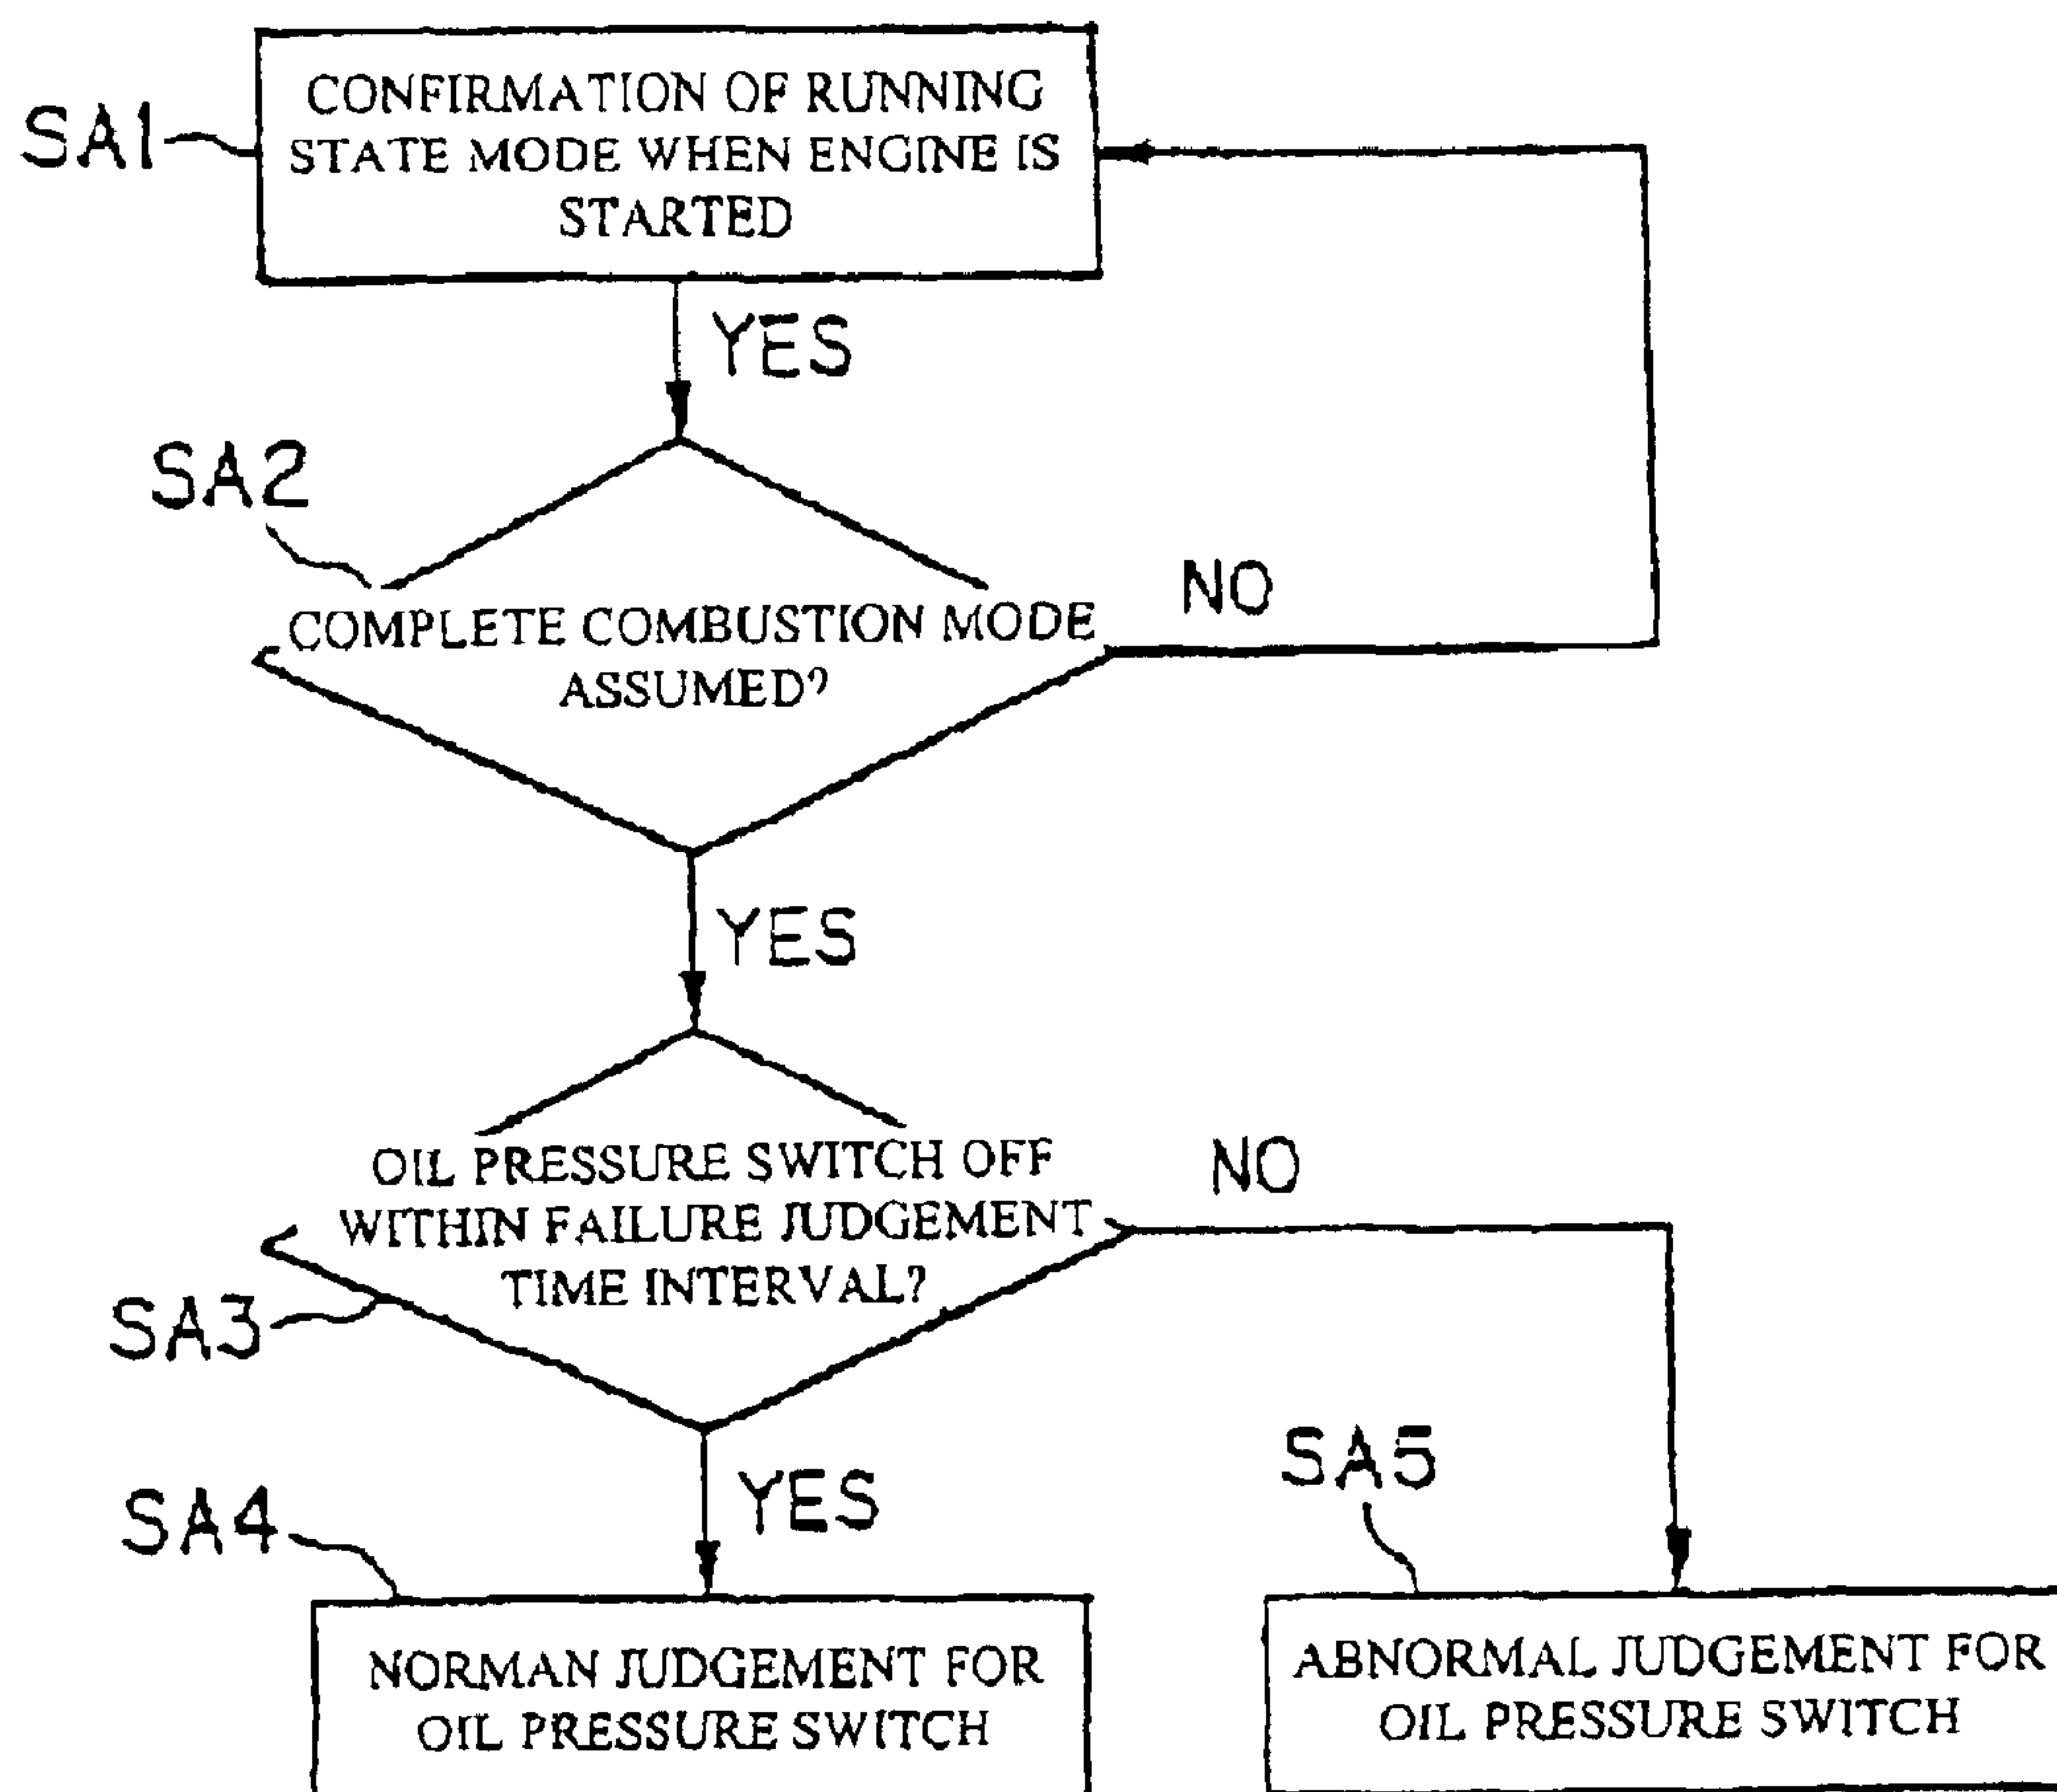 SA1
CONFIRMATION OF RUNNING
STATE MODE WHEN ENGINE IS
STARTED
YES
SA2
COMPLETE COMBUSTION MODE
ASSUMED?
NO
YES
OIL PRESSURE SWITCH OFF
WITHIN FAILURE JUDGEMENT
TIME INTERVAL?
NO
SA3
YES
SA4
NORMAN JUDGEMENT FOR
OIL PRESSURE SWITCH
SA5
ABNORMAL JUDGEMENT FOR
OIL PRESSURE SWITCH